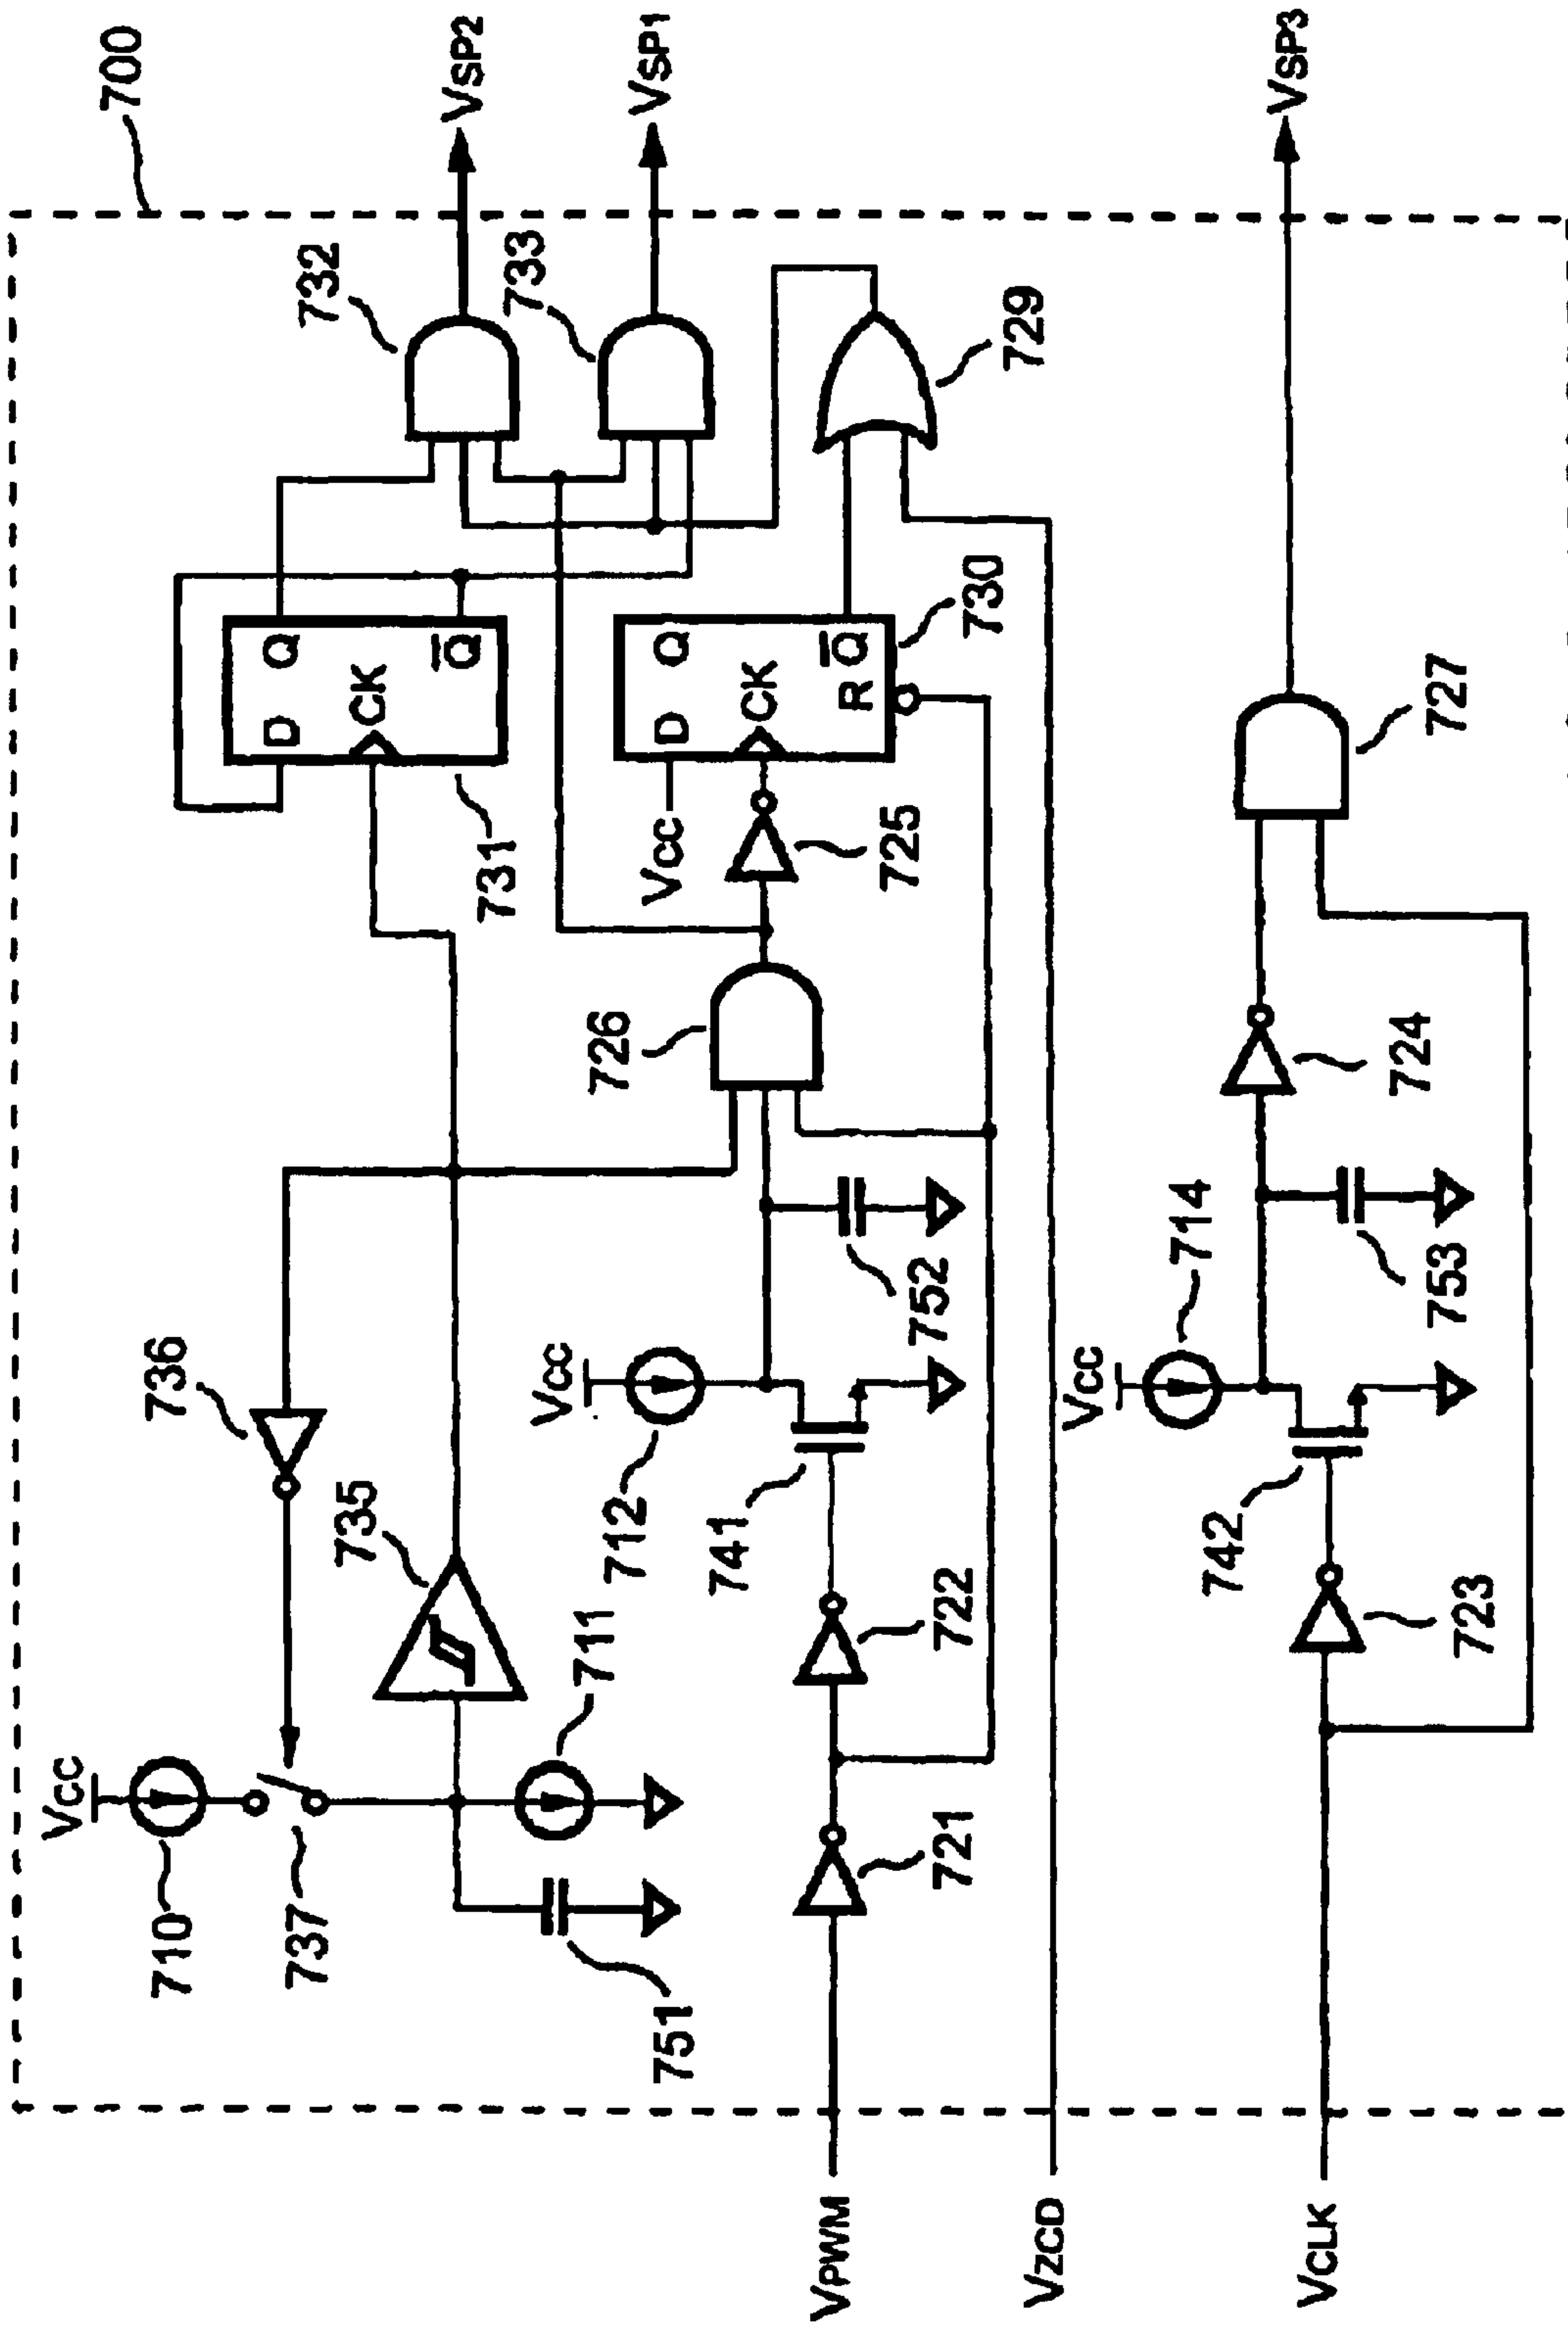 700
VSP2
VSP1
VSP3
732
733
729
D
Q
CK
Q̅
731
VCC
D
Q
CK
Q̅
R
730
725
726
727
736
735
VCC
710
737
711
751
VCC
712
741
752
721
722
VCC
714
742
753
723
724
VPWM
VZCD
VCLK